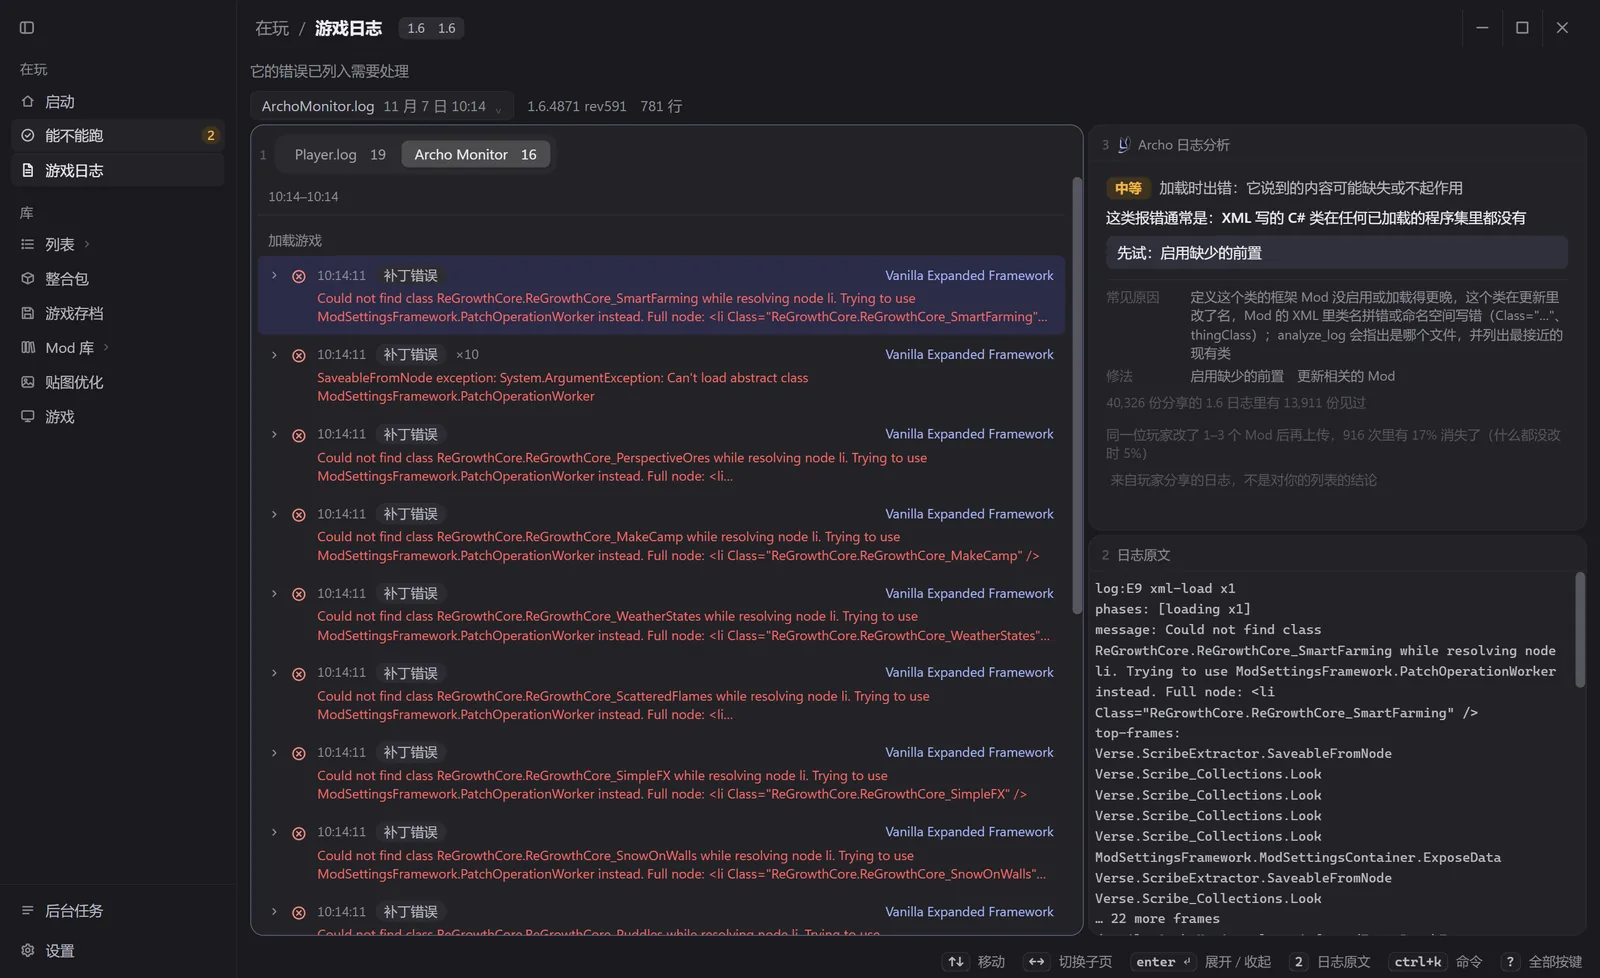 在玩 / 游戏日志 1.6 1.6
在玩
启动
能不能跑 2
游戏日志
库
列表
整合包
游戏存档
Mod 库
贴图优化
游戏
后台任务
设置
它的错误已列入需要处理
ArchoMonitor.log 11 月 7 日 10:14 1.6.4871 rev591 781 行
1 Player.log 19 Archo Monitor 16
10:14–10:14
加载游戏
10:14:11 补丁错误 Vanilla Expanded Framework
Could not find class ReGrowthCore.ReGrowthCore_SmartFarming while resolving node li. Trying to use
ModSettingsFramework.PatchOperationWorker instead. Full node: <li Class="ReGrowthCore.ReGrowthCore_SmartFarming"...
10:14:11 补丁错误 ×10 Vanilla Expanded Framework
SaveableFromNode exception: System.ArgumentException: Can't load abstract class
ModSettingsFramework.PatchOperationWorker
10:14:11 补丁错误 Vanilla Expanded Framework
Could not find class ReGrowthCore.ReGrowthCore_PerspectiveOres while resolving node li. Trying to use
ModSettingsFramework.PatchOperationWorker instead. Full node: <li...
10:14:11 补丁错误 Vanilla Expanded Framework
Could not find class ReGrowthCore.ReGrowthCore_MakeCamp while resolving node li. Trying to use
ModSettingsFramework.PatchOperationWorker instead. Full node: <li Class="ReGrowthCore.ReGrowthCore_MakeCamp" />
10:14:11 补丁错误 Vanilla Expanded Framework
Could not find class ReGrowthCore.ReGrowthCore_WeatherStates while resolving node li. Trying to use
ModSettingsFramework.PatchOperationWorker instead. Full node: <li Class="ReGrowthCore.ReGrowthCore_WeatherStates"...
10:14:11 补丁错误 Vanilla Expanded Framework
Could not find class ReGrowthCore.ReGrowthCore_ScatteredFlames while resolving node li. Trying to use
ModSettingsFramework.PatchOperationWorker instead. Full node: <li...
10:14:11 补丁错误 Vanilla Expanded Framework
Could not find class ReGrowthCore.ReGrowthCore_SimpleFX while resolving node li. Trying to use
ModSettingsFramework.PatchOperationWorker instead. Full node: <li Class="ReGrowthCore.ReGrowthCore_SimpleFX" />
10:14:11 补丁错误 Vanilla Expanded Framework
Could not find class ReGrowthCore.ReGrowthCore_SnowOnWalls while resolving node li. Trying to use
ModSettingsFramework.PatchOperationWorker instead. Full node: <li Class="ReGrowthCore.ReGrowthCore_SnowOnWalls"...
10:14:11 补丁错误 Vanilla Expanded Framework
Could not find class ReGrowthCore.ReGrowthCore_Puddles while resolving node li. Trying to use
3 Archo 日志分析
中等 加载时出错：它说到的内容可能缺失或不起作用
这类报错通常是：XML 写的 C# 类在任何已加载的程序集里都没有
先试：启用缺少的前置
常见原因 定义这个类的框架 Mod 没启用或加载得更晚，这个类在更新里
改了名，Mod 的 XML 里类名拼错或命名空间写错（Class="…"、
thingClass）；analyze_log 会指出是哪个文件，并列出最接近的
现有类
修法 启用缺少的前置 更新相关的 Mod
40,326 份分享的 1.6 日志里有 13,911 份见过
同一位玩家改了 1–3 个 Mod 后再上传，916 次里有 17% 消失了（什么都没改
时 5%）
来自玩家分享的日志，不是对你的列表的结论
2 日志原文
log:E9 xml-load x1
phases: [loading x1]
message: Could not find class
ReGrowthCore.ReGrowthCore_SmartFarming while resolving node
li. Trying to use ModSettingsFramework.PatchOperationWorker
instead. Full node: <li
Class="ReGrowthCore.ReGrowthCore_SmartFarming" />
top-frames:
Verse.ScribeExtractor.SaveableFromNode
Verse.Scribe_Collections.Look
Verse.Scribe_Collections.Look
Verse.Scribe_Collections.Look
Verse.Scribe_Collections.Look
ModSettingsFramework.ModSettingsContainer.ExposeData
Verse.ScribeExtractor.SaveableFromNode
Verse.Scribe_Collections.Look
… 22 more frames
↑↓ 移动 ↔ 切换子页 enter ↵ 展开 / 收起 2 日志原文 ctrl+k 命令 ? 全部按键